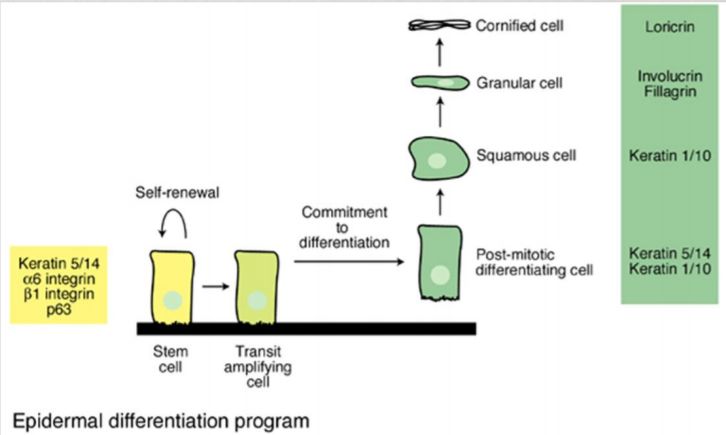 Cornified cell
Loricrin
Granular cell
Involucrin
Fillagrin
Squamous cell
Keratin 1/10
Self-renewal
Commitment
to
differentiation
Post-mitotic
differentiating cell
Keratin 5/14
Keratin 1/10
Keratin 5/14
α6 integrin
β1 integrin
p63
Stem
cell
Transit
amplifying
cell
Epidermal differentiation program